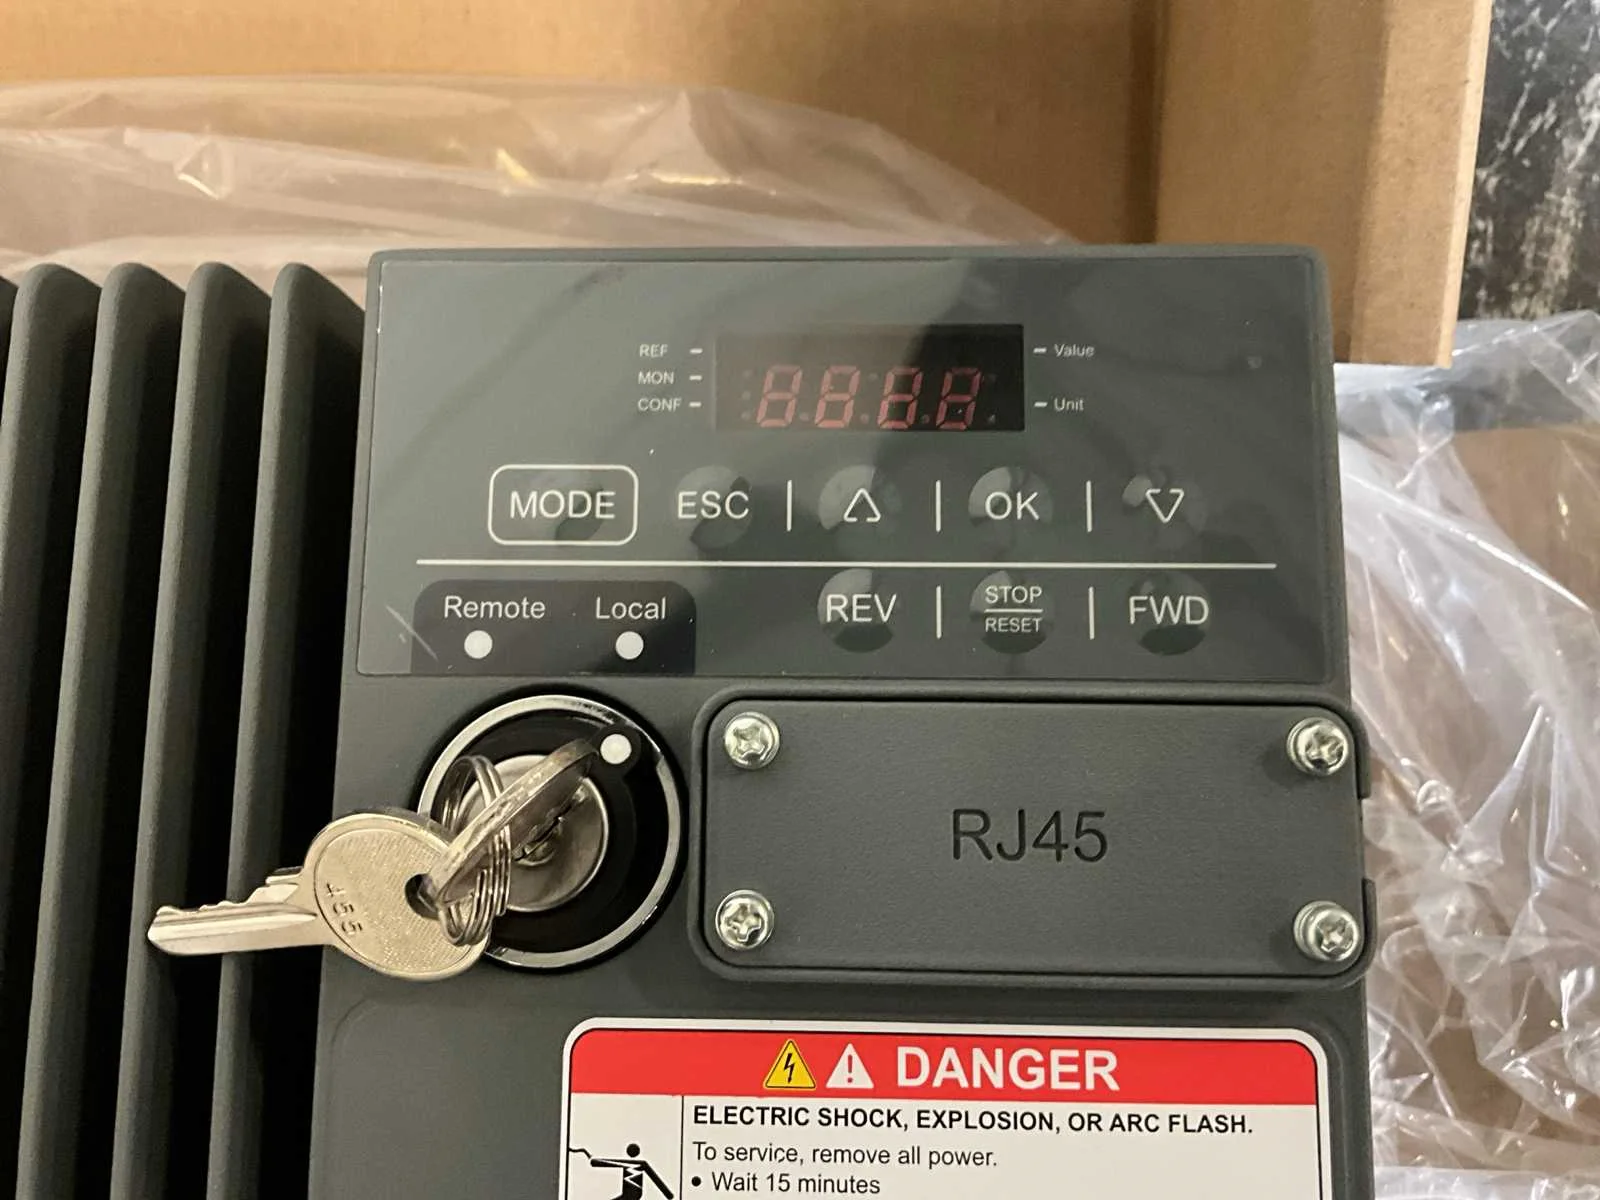 REF Value
MON
CONF Unit
8888
MODE ESC OK
Remote Local
REV STOP FWD
RESET
RJ45
455
DANGER
ELECTRIC SHOCK, EXPLOSION, OR ARC FLASH.
To service, remove all power.
• Wait 15 minutes